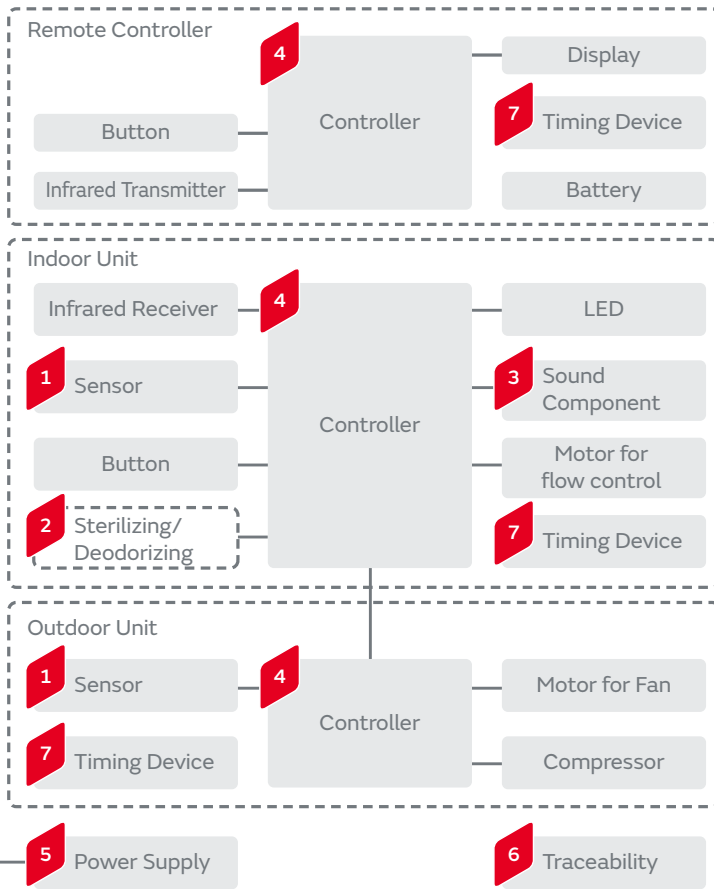 Remote Controller
4
Controller
Display
7
Timing Device
Button
Infrared Transmitter
Battery
Indoor Unit
Infrared Receiver
4
LED
1
Sensor
3
Sound
Component
Controller
Button
Motor for
flow control
2
Sterilizing/
Deodorizing
7
Timing Device
Outdoor Unit
1
Sensor
4
Controller
Motor for Fan
7
Timing Device
Compressor
5
Power Supply
6
Traceability